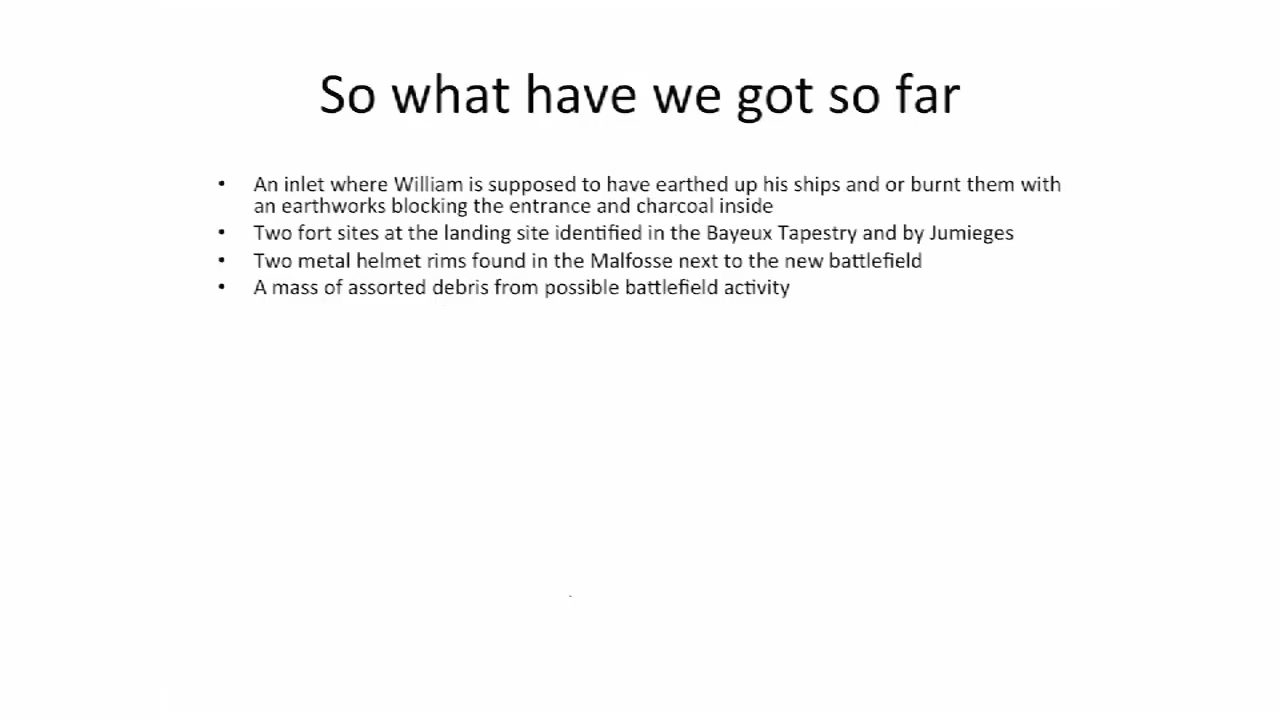 So what have we got so far
• An inlet where William is supposed to have earthed up his ships and or burnt them with
an earthworks blocking the entrance and charcoal inside
• Two fort sites at the landing site identified in the Bayeux Tapestry and by Jumieges
• Two metal helmet rims found in the Malfosse next to the new battlefield
• A mass of assorted debris from possible battlefield activity